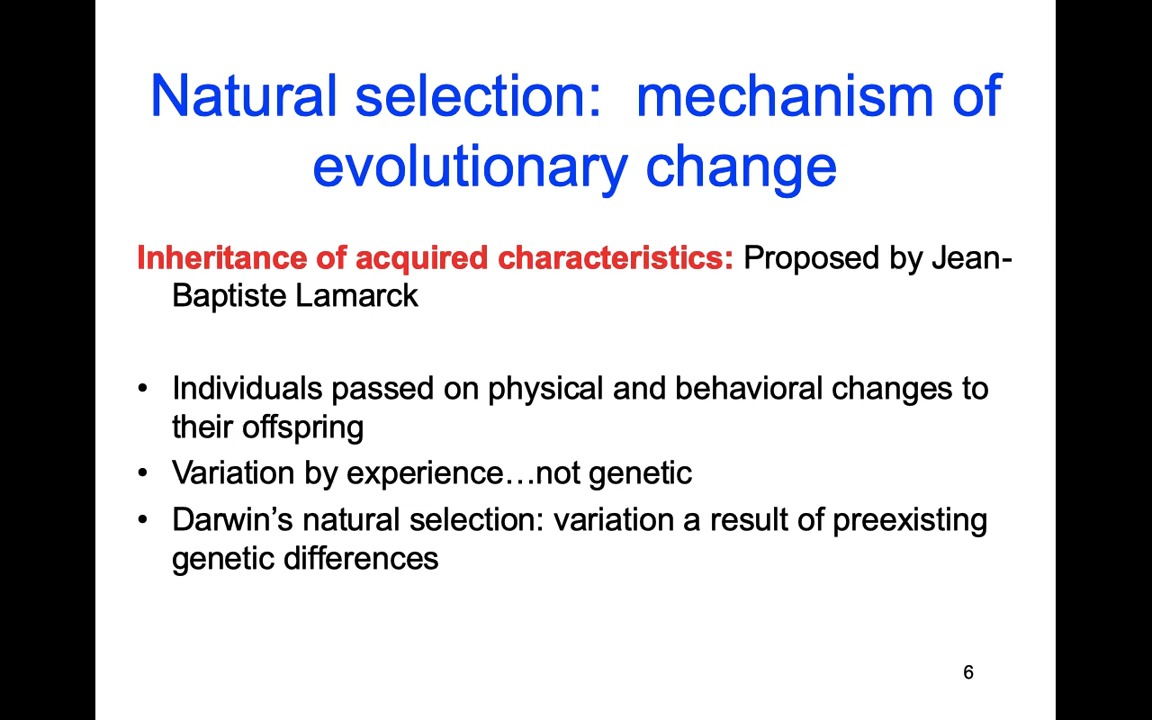 Natural selection:  mechanism of
evolutionary change
Inheritance of acquired characteristics: Proposed by Jean-
Baptiste Lamarck
• Individuals passed on physical and behavioral changes to
their offspring
• Variation by experience…not genetic
• Darwin’s natural selection: variation a result of preexisting
genetic differences
6